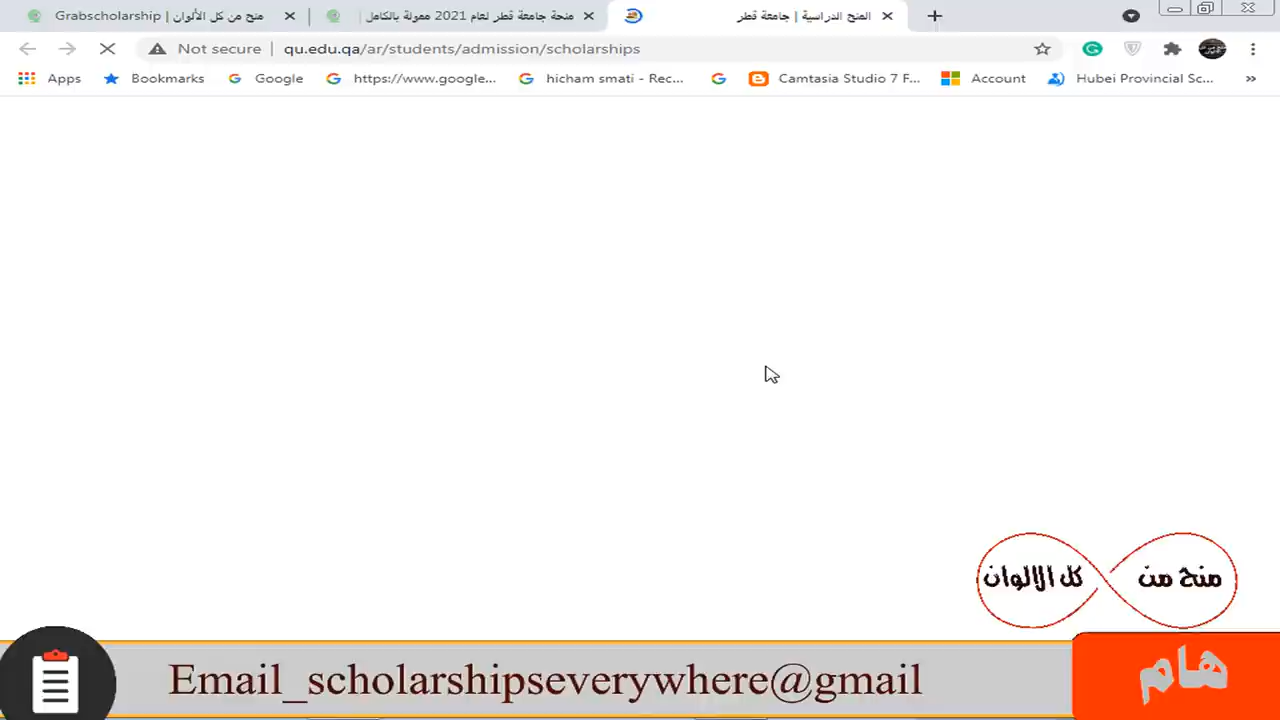 Grabscholarship | منح من كل الألوان
منحة جامعة قطر لعام 2021 ممولة بالكامل |
المنح الدراسية | جامعة قطر
Not secure | qu.edu.qa/ar/students/admission/scholarships
Apps Bookmarks Google https://www.google... hicham smati - Rec... Camtasia Studio 7 F... Account Hubei Provincial Sc... »
منح من كل الالوان
Email_scholarshipseverywhere@gmail
هام